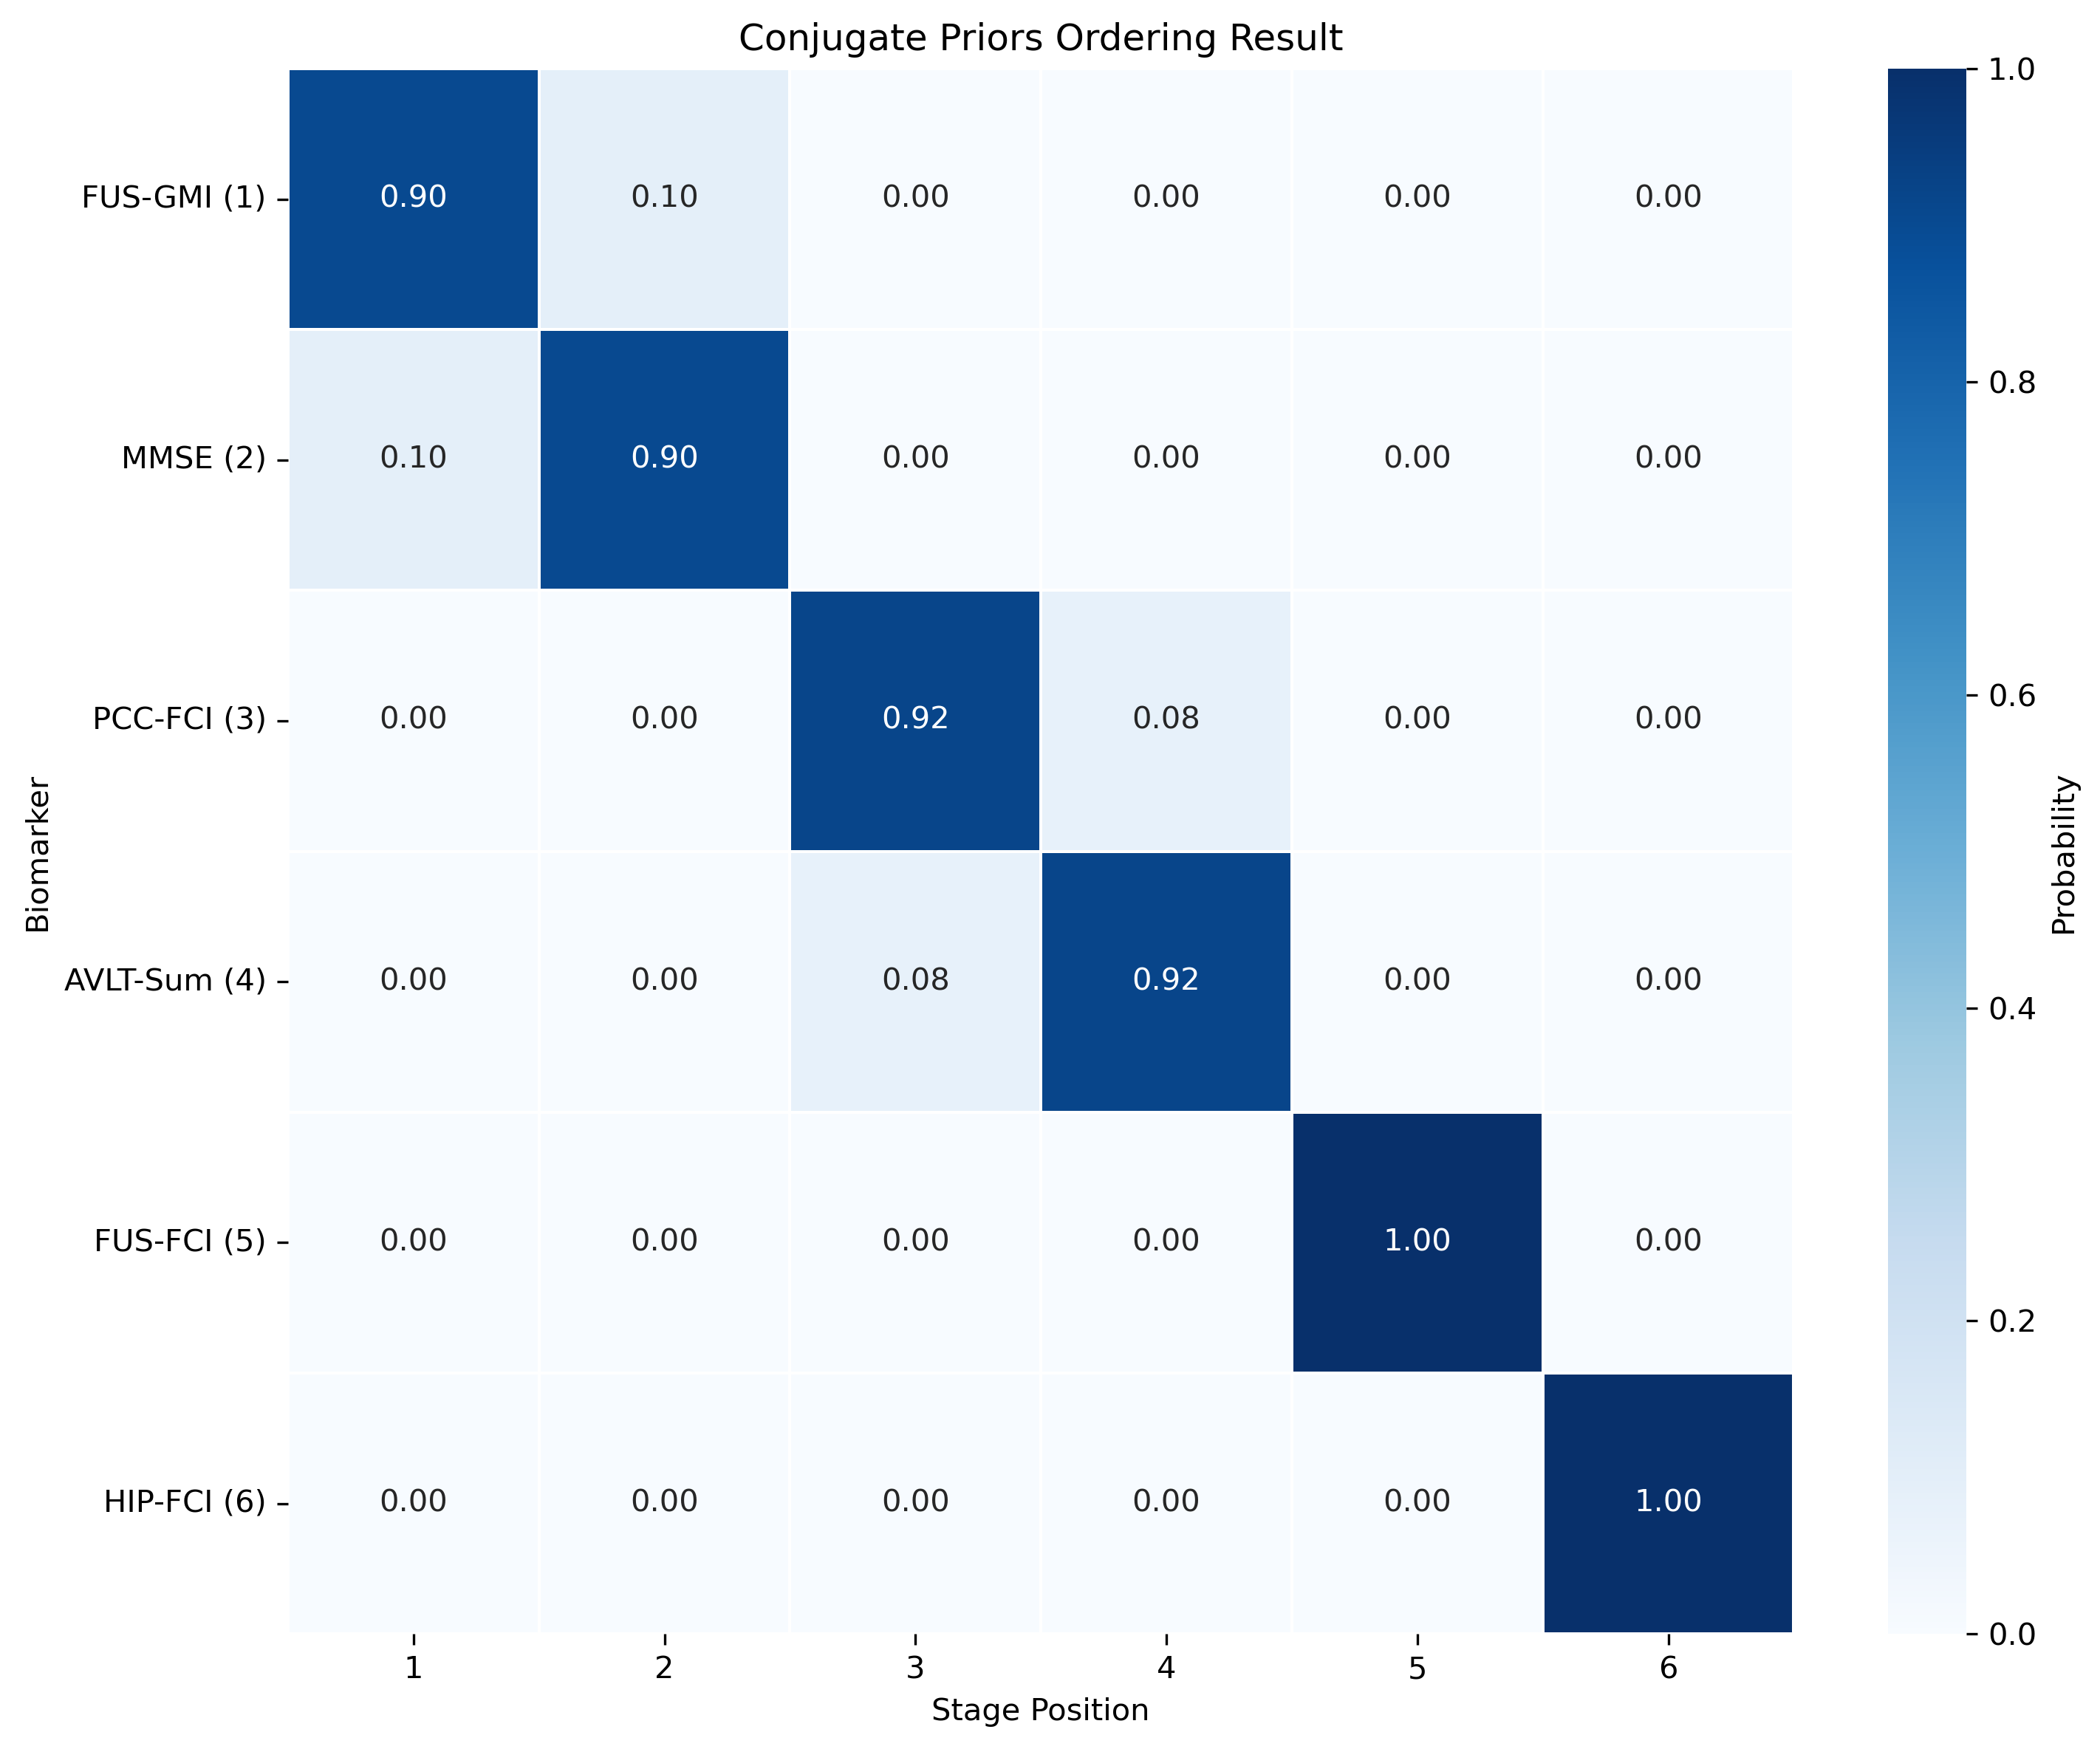 Conjugate Priors Ordering Result
Biomarker
FUS-GMI (1) 0.90 0.10 0.00 0.00 0.00 0.00
MMSE (2) 0.10 0.90 0.00 0.00 0.00 0.00
PCC-FCI (3) 0.00 0.00 0.92 0.08 0.00 0.00
AVLT-Sum (4) 0.00 0.00 0.08 0.92 0.00 0.00
FUS-FCI (5) 0.00 0.00 0.00 0.00 1.00 0.00
HIP-FCI (6) 0.00 0.00 0.00 0.00 0.00 1.00
1 2 3 4 5 6
Stage Position
1.0
0.8
0.6
0.4
0.2
0.0
Probability